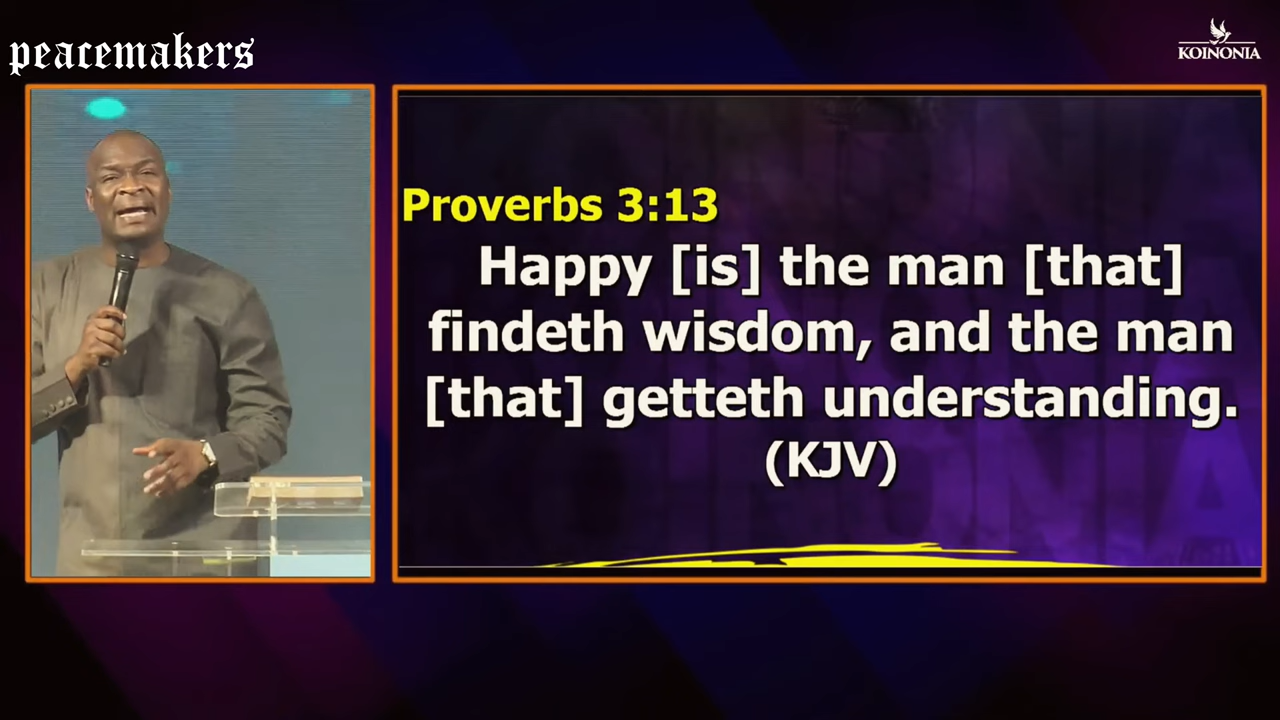 peacemakers
KOINONIA
Proverbs 3:13
Happy [is] the man [that]
findeth wisdom, and the man
[that] getteth understanding.
(KJV)